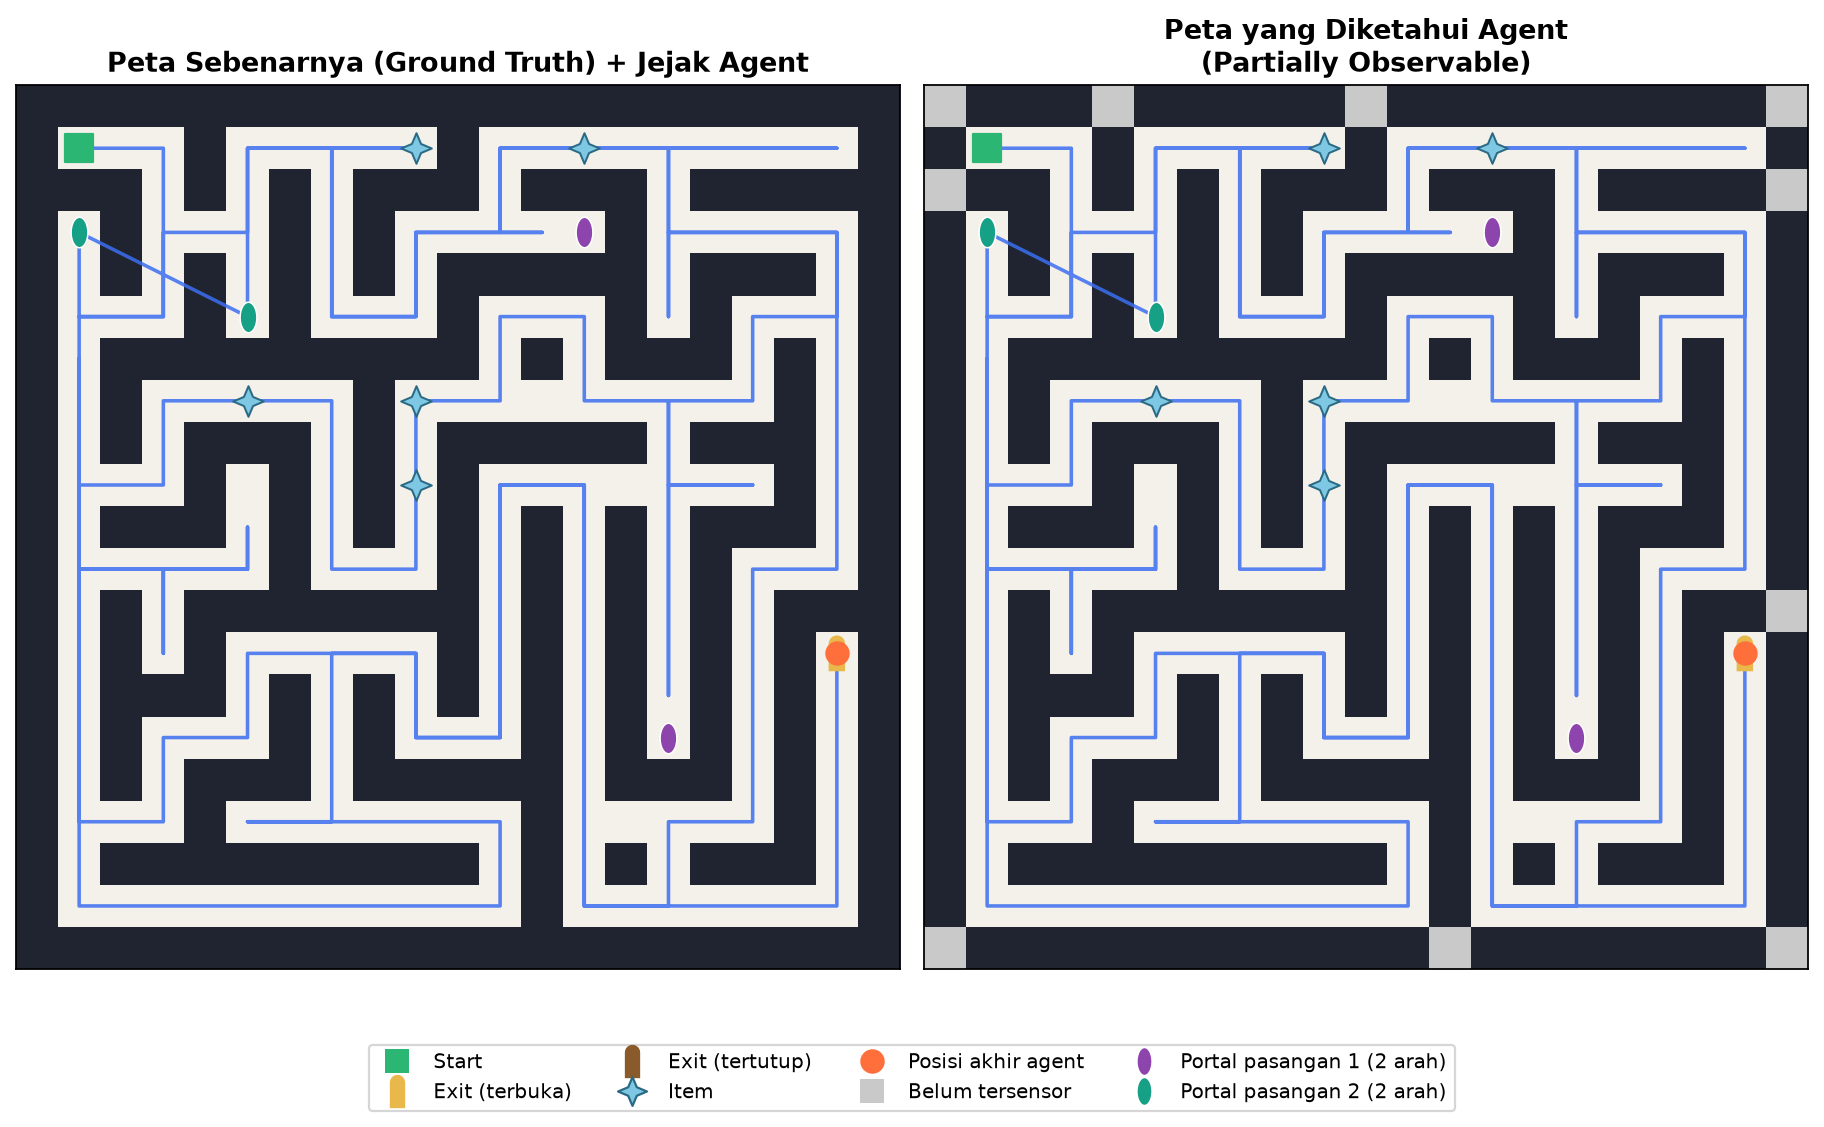 Peta Sebenarnya (Ground Truth) + Jejak Agent
Peta yang Diketahui Agent
(Partially Observable)
Start
Exit (terbuka)
Exit (tertutup)
Item
Posisi akhir agent
Belum tersensor
Portal pasangan 1 (2 arah)
Portal pasangan 2 (2 arah)